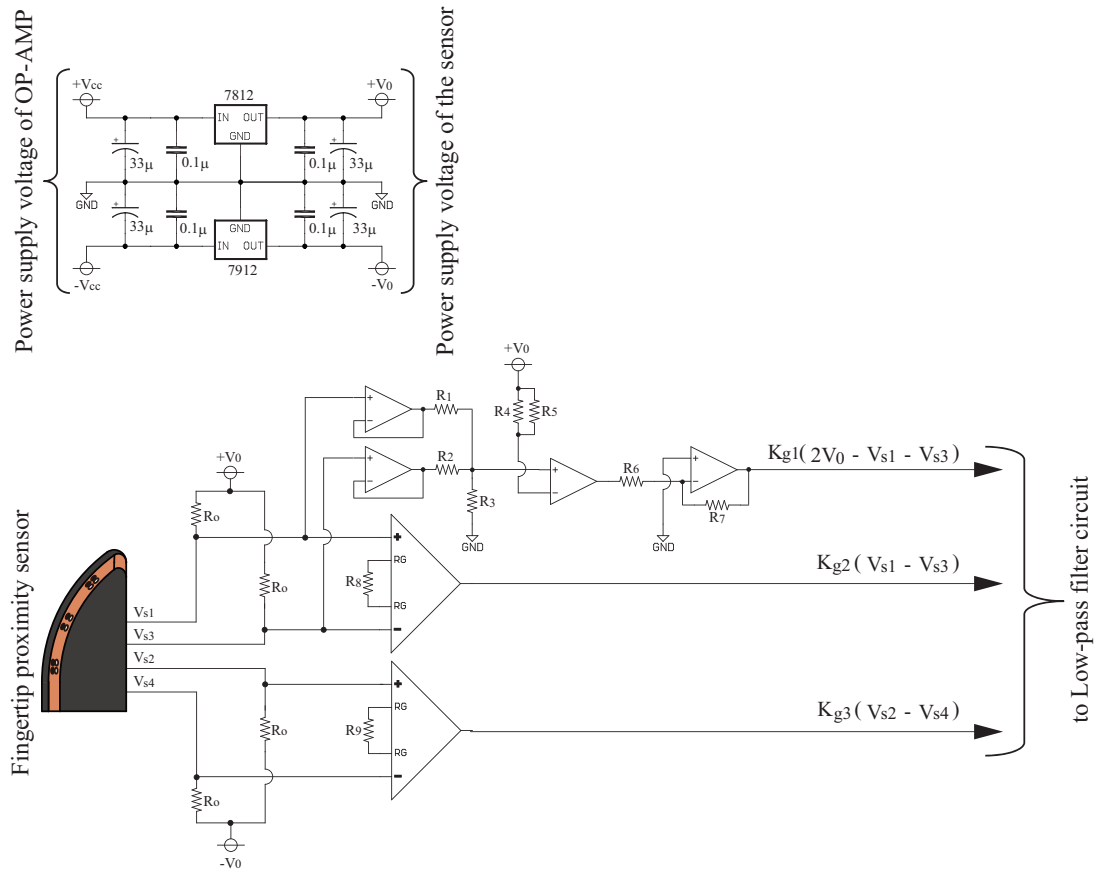 Power supply voltage of OP-AMP
Power supply voltage of the sensor
+Vcc
7812
+V0
IN OUT
GND
+
33μ
0.1μ
0.1μ
+
33μ
GND
GND
+
33μ
0.1μ
GND
0.1μ
+
33μ
IN OUT
-Vcc
7912
-V0
+V0
R1
R4
R5
R2
R6
R3
R7
GND
GND
Kg1( 2V0 - Vs1 - Vs3 )
+V0
Ro
Ro
+
RG
R8
RG
-
Kg2 ( Vs1 - Vs3 )
Fingertip proximity sensor
Vs1
Vs3
Vs2
Vs4
Ro
Ro
+
RG
R9
RG
-
Kg3 ( Vs2 - Vs4 )
-V0
to Low-pass filter circuit